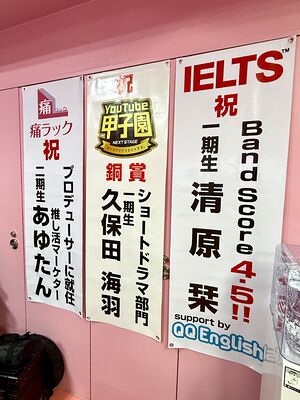 痛
痛ラック
祝
プロデューサーに就任
推し活マーケター
二期生 あゆたん
祝
YouTube
甲子園
NEXT STAGE
銅賞
ショートドラマ部門
一期生
久保田 海羽
IELTS™
祝
Band Score 4.5!!
一期生
清原 栞
support by
QQ English